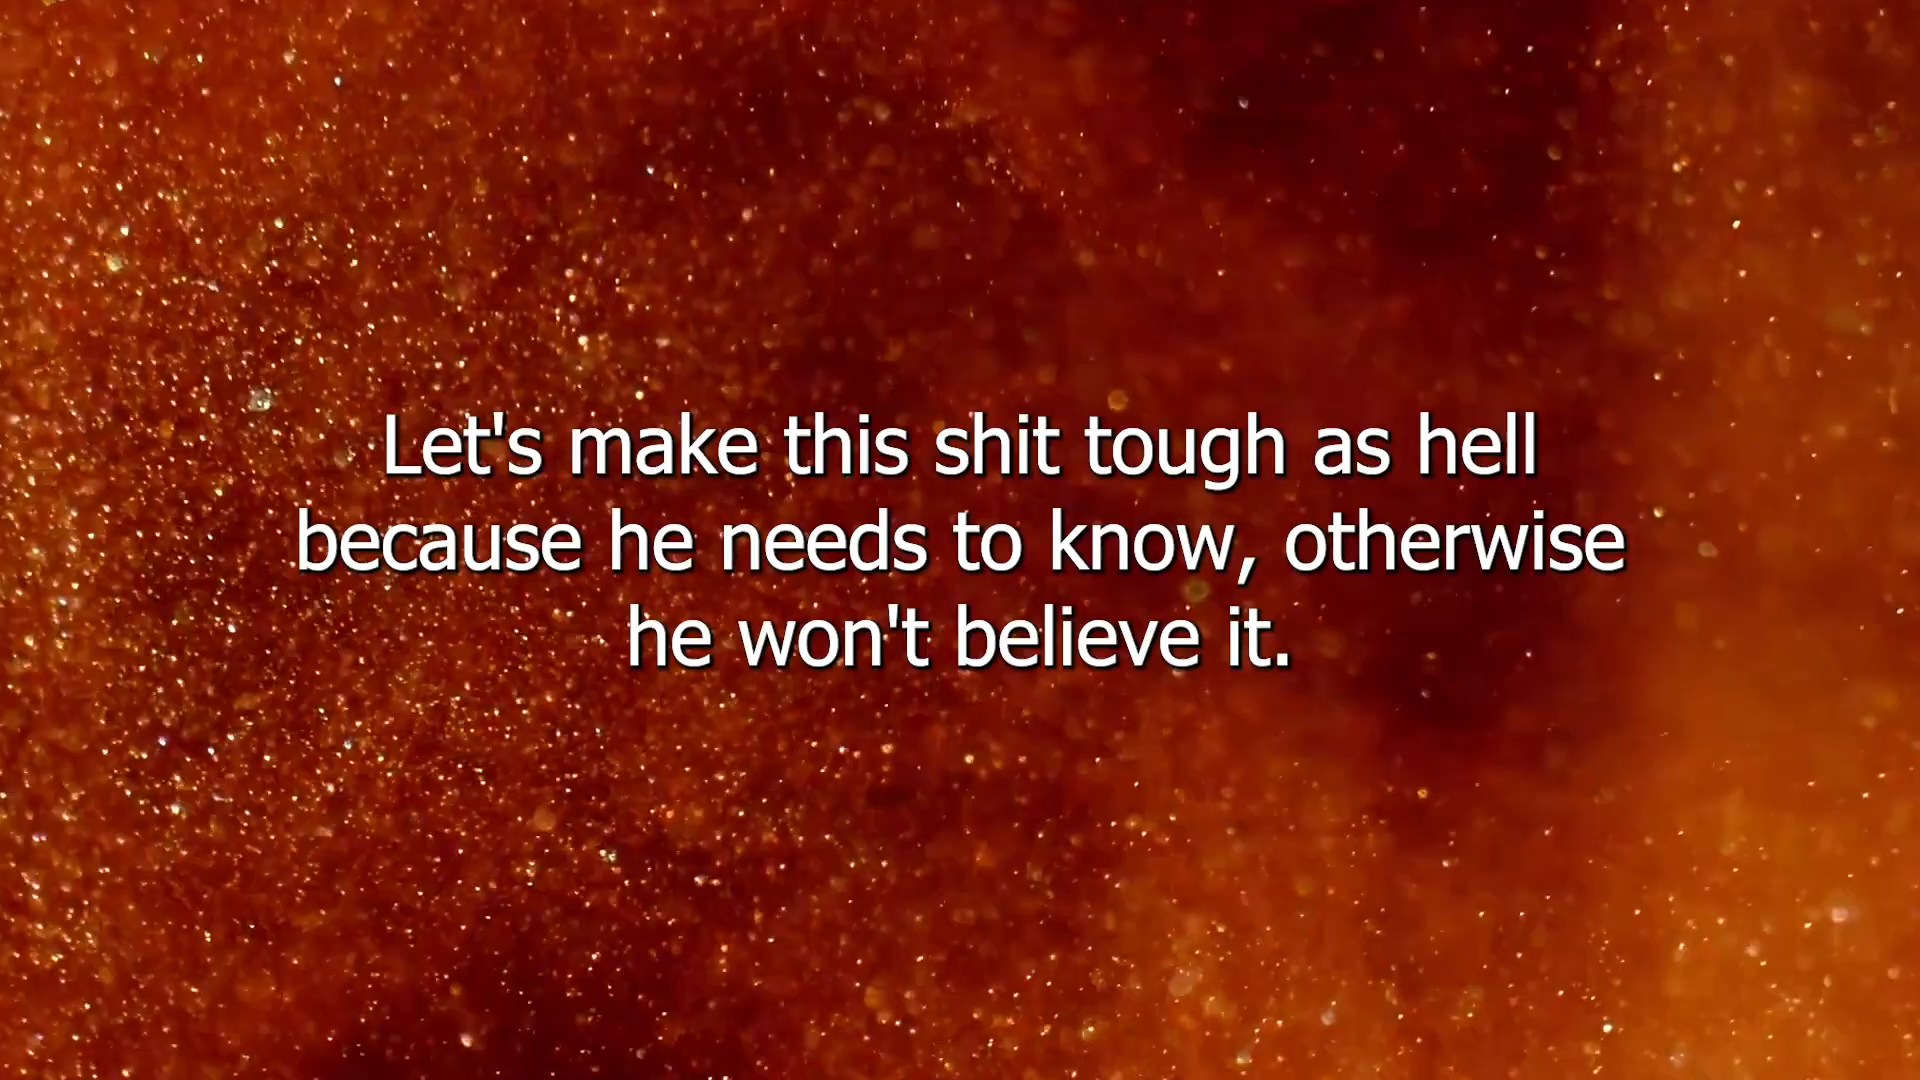 Let's make this shit tough as hell
because he needs to know, otherwise
he won't believe it.